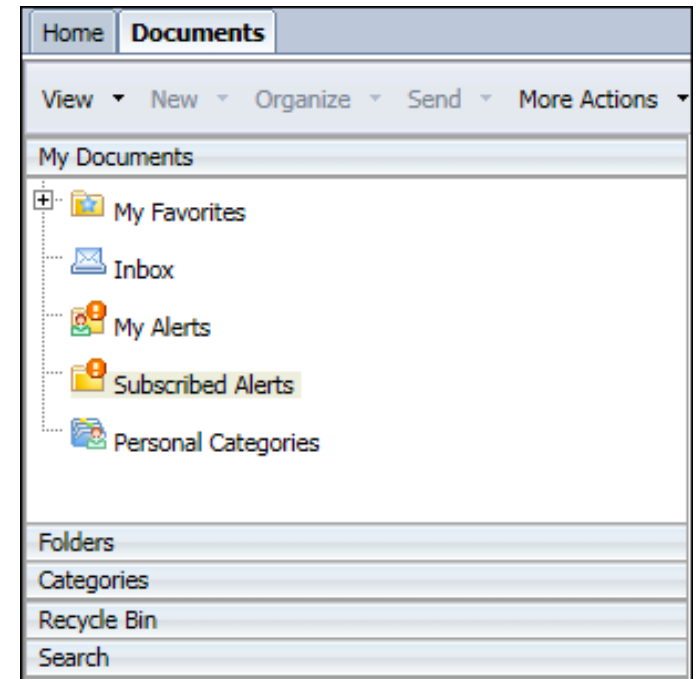 Home Documents
View New Organize Send More Actions
My Documents
My Favorites
Inbox
My Alerts
Subscribed Alerts
Personal Categories
Folders
Categories
Recycle Bin
Search